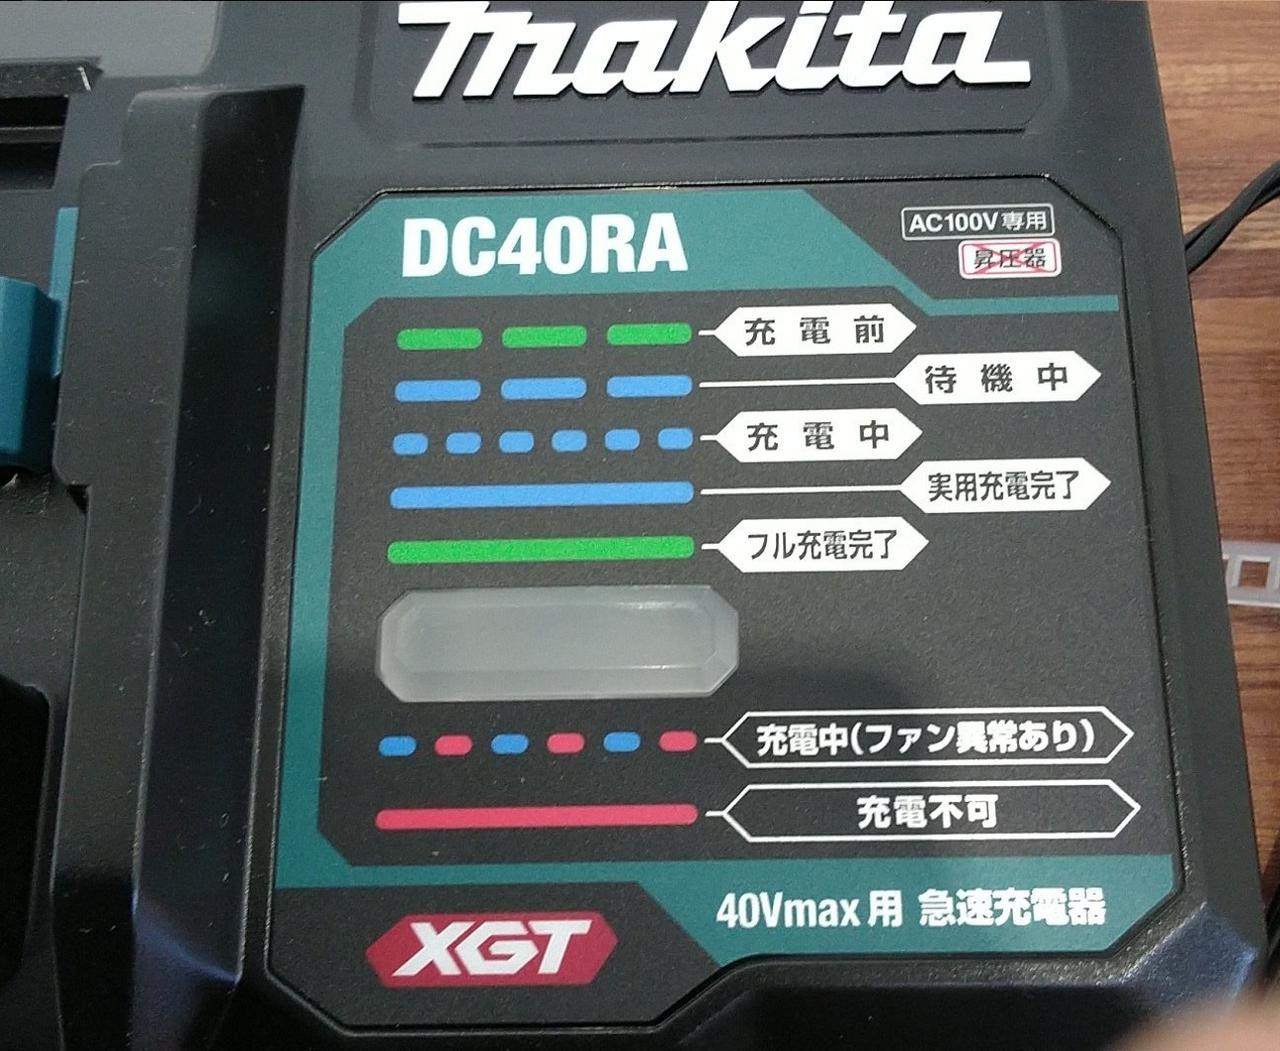 makita
DC40RA
AC100V専用
昇圧器
充電前
待機中
充電中
実用充電完了
フル充電完了
充電中(ファン異常あり)
充電不可
XGT
40Vmax用 急速充電器